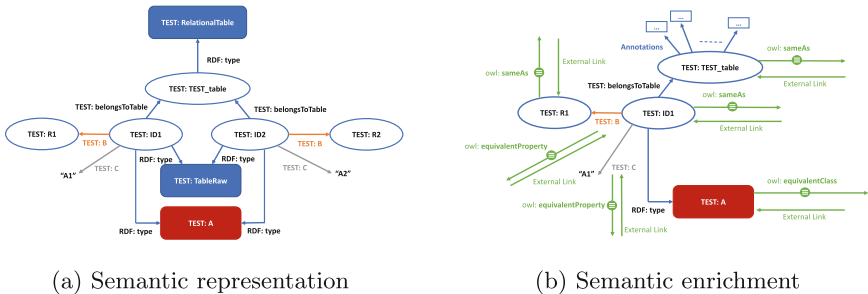 TEST: RelationalTable
RDF: type
TEST: TEST_table
TEST: belongsToTable
TEST: belongsToTable
TEST: R1
TEST: B
TEST: ID1
TEST: ID2
TEST: B
TEST: R2
RDF: type
RDF: type
TEST: C
TEST: C
"A1"
"A2"
TEST: TableRaw
TEST: A
RDF: type
RDF: type
(a) Semantic representation
...
...
...
Annotations
External Link
owl: sameAs
TEST: TEST_table
owl: sameAs
External Link
TEST: belongsToTable
TEST: R1
TEST: B
TEST: ID1
owl: sameAs
External Link
owl: equivalentProperty
TEST: C
"A1"
External Link
owl: equivalentProperty
External Link
RDF: type
TEST: A
owl: equivalentClass
External Link
(b) Semantic enrichment